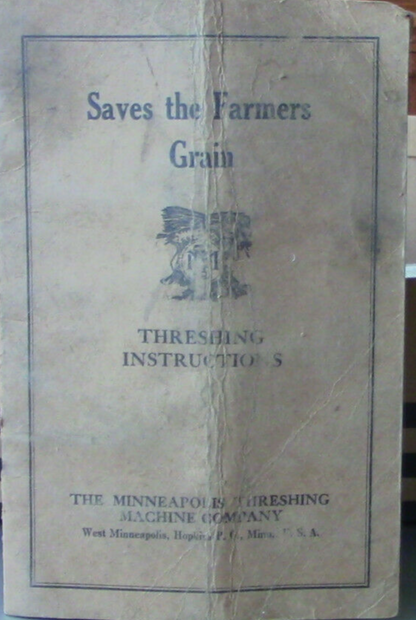 Saves the Farmers
Grain
THRESHING
INSTRUCTIONS
THE MINNEAPOLIS THRESHING
MACHINE COMPANY
West Minneapolis, Hopkins P. O., Minn. U. S. A.